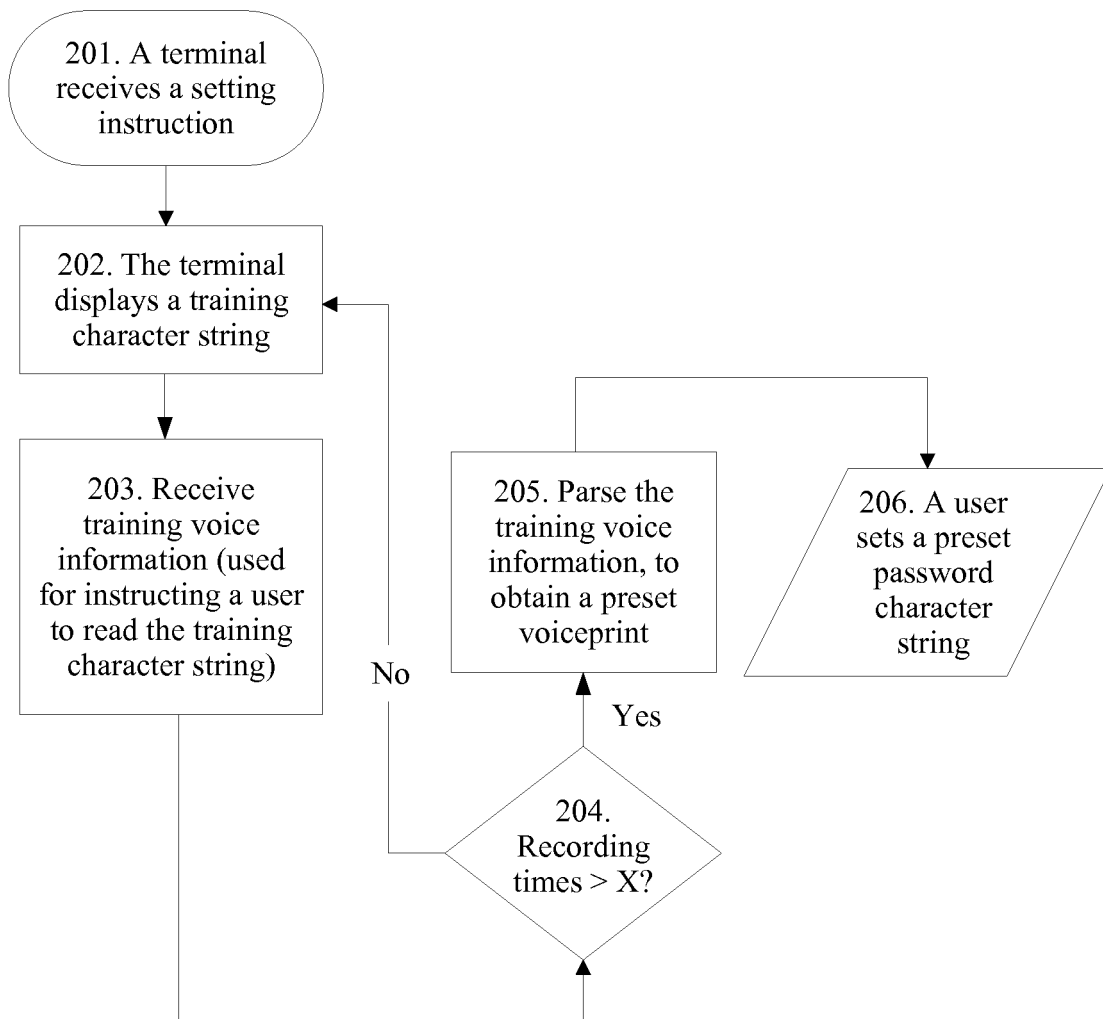 201. A terminal
receives a setting
instruction
202. The terminal
displays a training
character string
203. Receive
training voice
information (used
for instructing a user
to read the training
character string)
No
204.
Recording
times > X?
Yes
205. Parse the
training voice
information, to
obtain a preset
voiceprint
206. A user
sets a preset
password
character
string